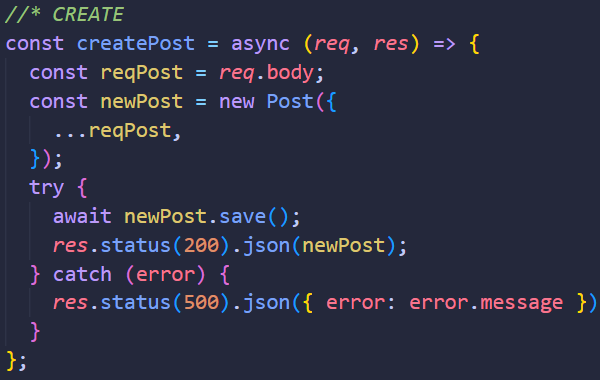 //* CREATE
const createPost = async (req, res) => {
  const reqPost = req.body;
  const newPost = new Post({
    ...reqPost,
  });
  try {
    await newPost.save();
    res.status(200).json(newPost);
  } catch (error) {
    res.status(500).json({ error: error.message })
  }
};